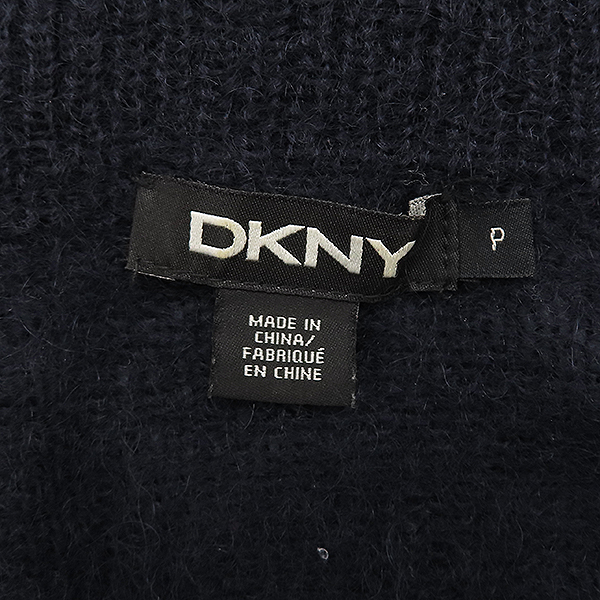 DKNY
P
MADE IN
CHINA/
FABRIQUÉ
EN CHINE